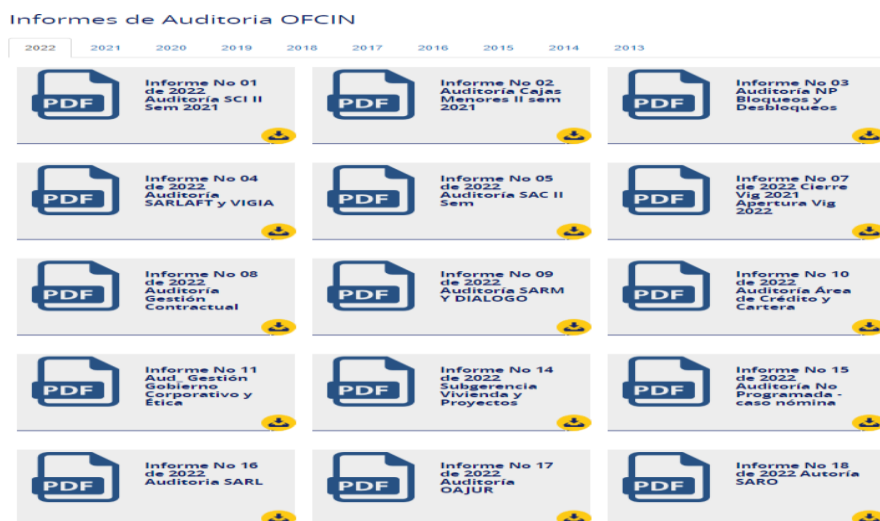 Informes de Auditoria OFCIN
2022 2021 2020 2019 2018 2017 2016 2015 2014 2013
PDF
Informe No 01
de 2022
Auditoría SCI II
Sem 2021
PDF
Informe No 02
de 2022
Auditoría Cajas
Menores II sem
2021
PDF
Informe No 03
Auditoría NP
Bloqueos y
Desbloqueos
PDF
Informe No 04
de 2022
Auditoría
SARLAFT y VIGIA
PDF
Informe No 05
de 2022
Auditoría SAC II
Sem
PDF
Informe No 07
de 2022 Cierre
Vig 2021
Apertura Vig
2022
PDF
Informe No 08
de 2022
Auditoría
Gestión
Contractual
PDF
Informe No 09
de 2022
Auditoría SARM
Y DIALOGO
PDF
Informe No 10
de 2022
Auditoría Área
de Crédito y
Cartera
PDF
Informe No 11
Aud_ Gestión
Gobierno
Corporativo y
Ética
PDF
Informe No 14
de 2022
Subgerencia
Vivienda y
Proyectos
PDF
Informe No 15
de 2022
Auditoría No
Programada -
caso nómina
PDF
Informe No 16
de 2022
Auditoria SARL
PDF
Informe No 17
de 2022
Auditoría
OAJUR
PDF
Informe No 18
de 2022 Autoría
SARO